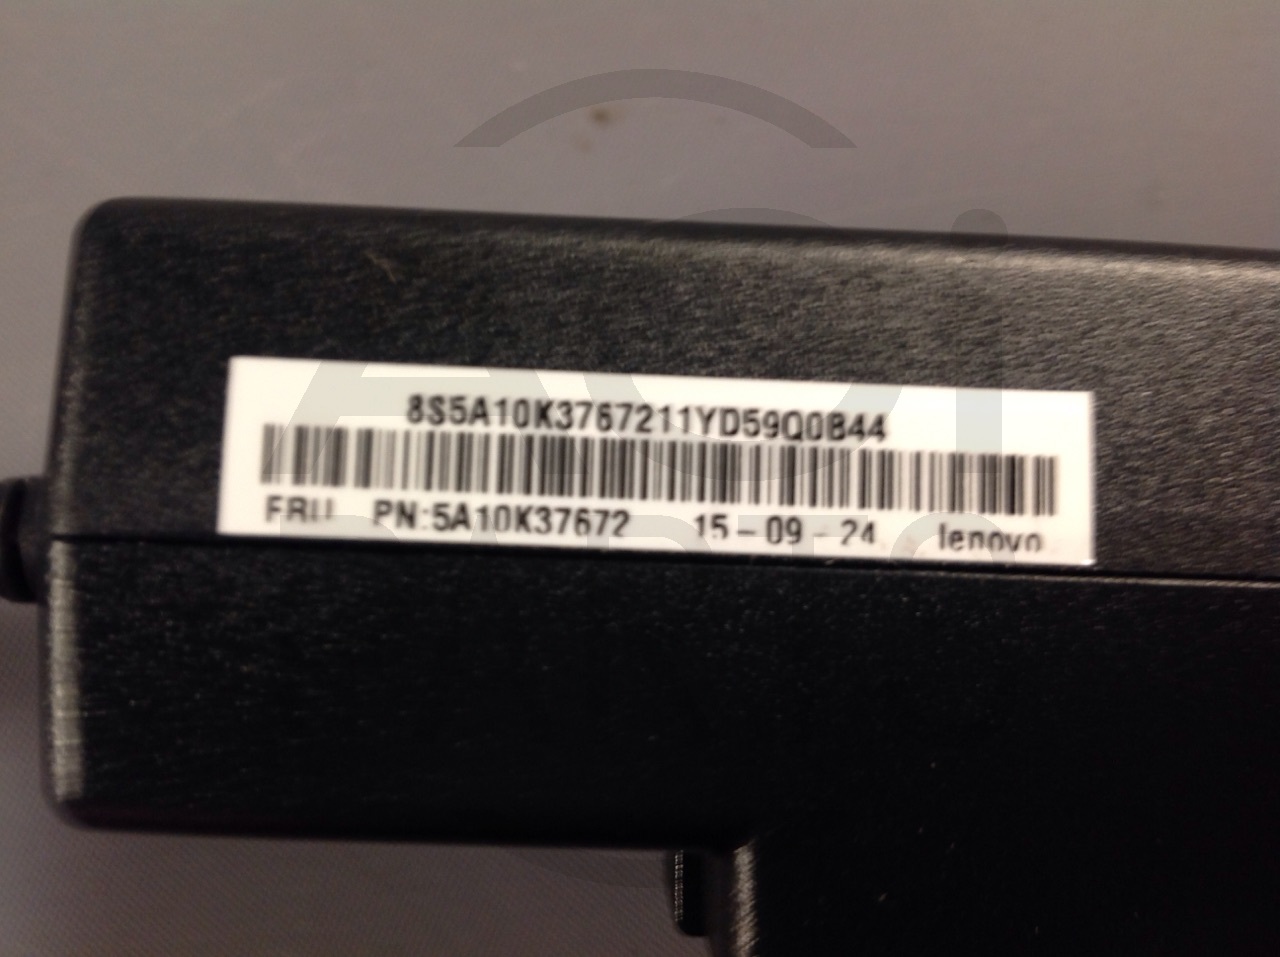 8S5A10K3767211YD59Q0B44
FRU PN:5A10K37672 15-09-24 lenovo